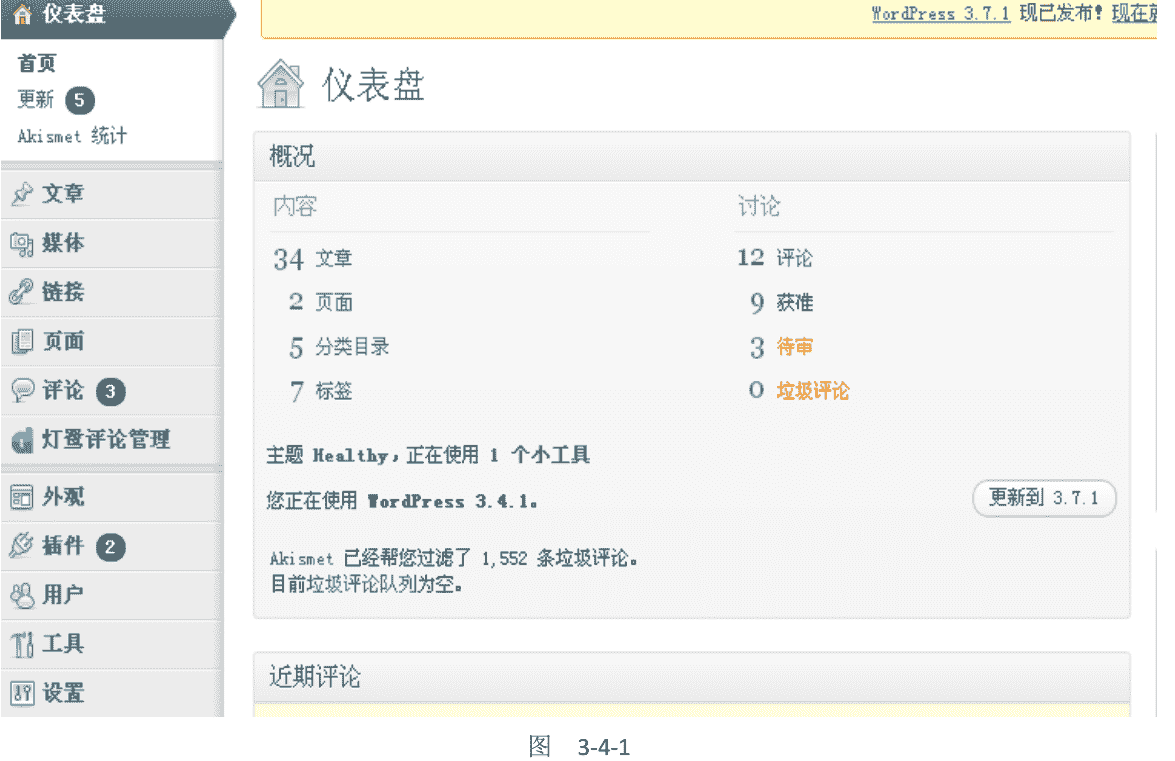 仪表盘
WordPress 3.7.1 现已发布! 现在
首页
更新 5
Akismet 统计
文章
媒体
链接
页面
评论 3
灯鹭评论管理
外观
插件 2
用户
工具
设置
仪表盘
概况
内容
34 文章
2 页面
5 分类目录
7 标签
讨论
12 评论
9 获准
3 待审
0 垃圾评论
主题 Healthy，正在使用 1 个小工具
您正在使用 WordPress 3.4.1。
更新到 3.7.1
Akismet 已经帮您过滤了 1,552 条垃圾评论。
目前垃圾评论队列为空。
近期评论
图 3-4-1